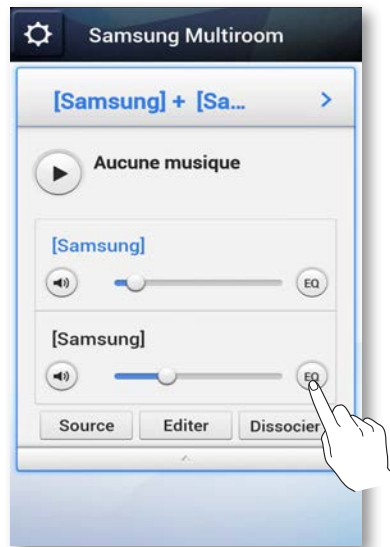 Samsung Multiroom
[Samsung] + [Sa...
Aucune musique
[Samsung]
EQ
[Samsung]
EQ
Source Editer Dissocier